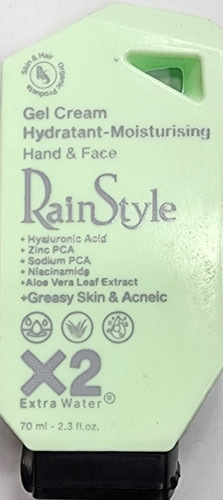 Skin & Hair
Organic Products
RS
Gel Cream
Hydratant-Moisturising
Hand & Face
RainStyle
+ Hyaluronic Acid
+ Zinc PCA
+ Sodium PCA
+ Niacinamide
+Aloe Vera Leaf Extract
+Greasy Skin & Acneic
X2
Extra Water®
70 ml - 2.3 fl.oz.